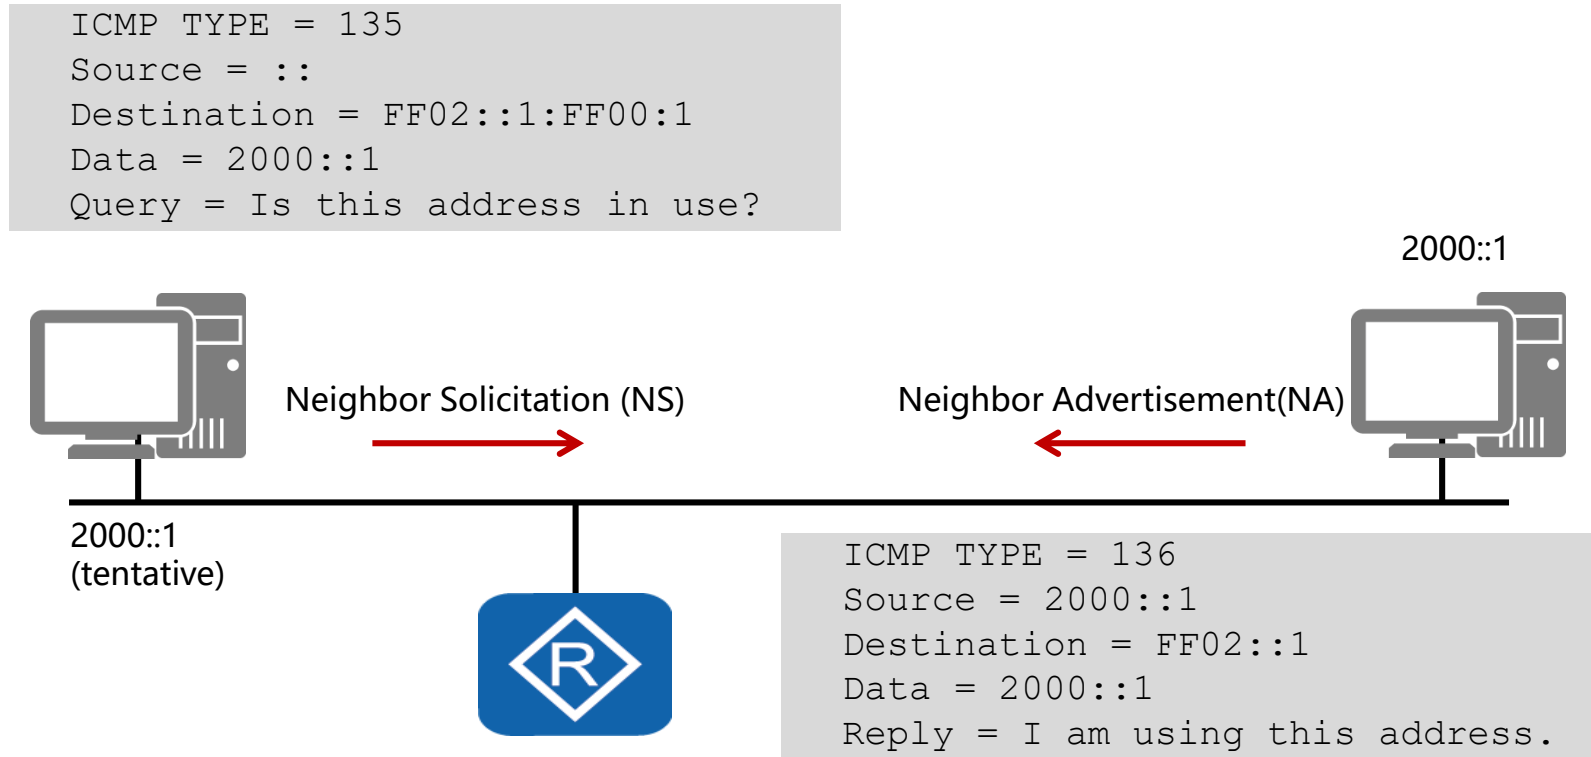 ICMP TYPE = 135
Source = ::
Destination = FF02::1:FF00:1
Data = 2000::1
Query = Is this address in use?
2000::1
Neighbor Solicitation (NS)
Neighbor Advertisement(NA)
2000::1
(tentative)
R
ICMP TYPE = 136
Source = 2000::1
Destination = FF02::1
Data = 2000::1
Reply = I am using this address.